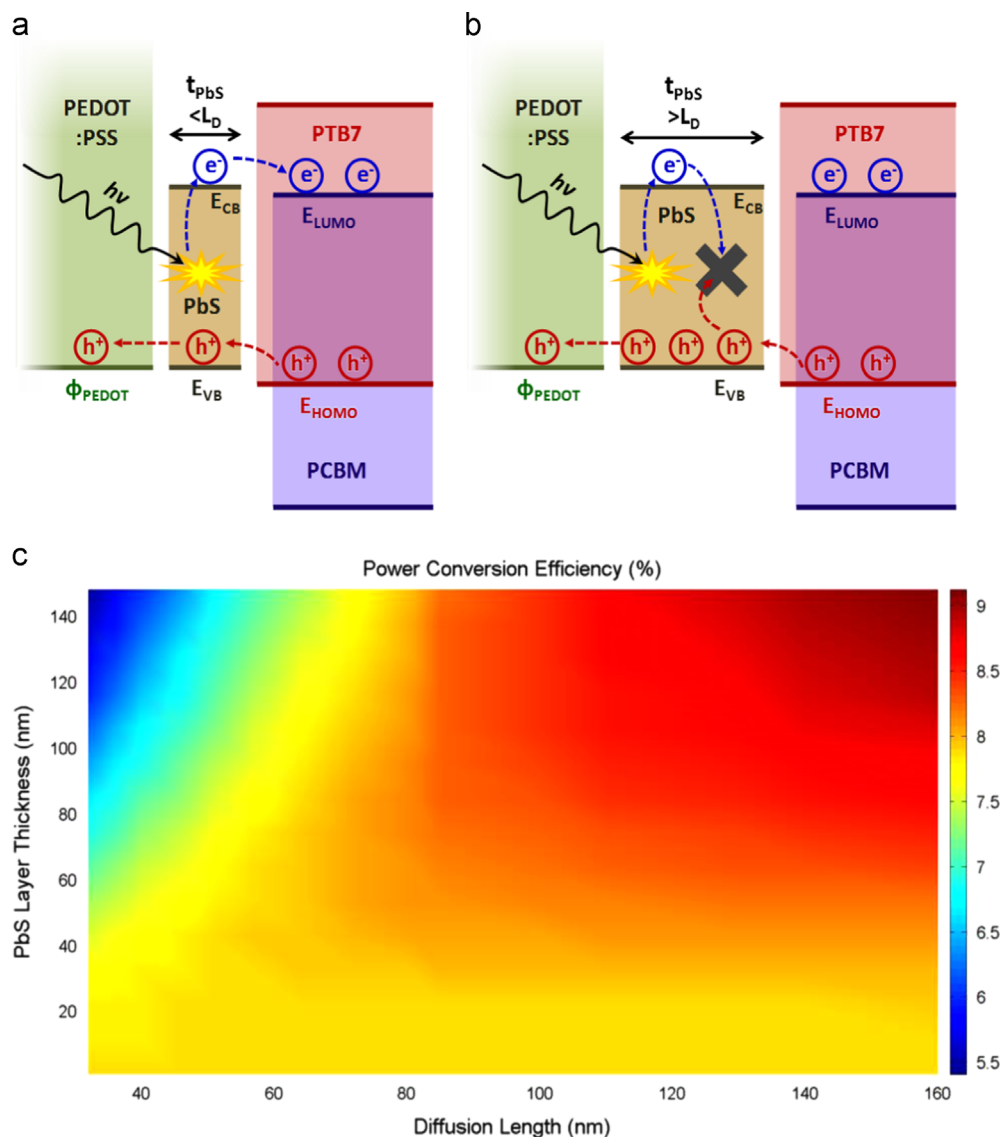 a
PEDOT
:PSS
t_PbS
<L_D
PTB7
hν
e⁻
e⁻ e⁻
E_CB
E_LUMO
PbS
h⁺ h⁺ h⁺ h⁺
Φ_PEDOT
E_VB
E_HOMO
PCBM
b
PEDOT
:PSS
t_PbS
>L_D
PTB7
hν
e⁻
e⁻ e⁻
PbS
E_CB
E_LUMO
h⁺ h⁺ h⁺ h⁺ h⁺ h⁺
Φ_PEDOT
E_VB
E_HOMO
PCBM
c
Power Conversion Efficiency (%)
PbS Layer Thickness (nm)
140
120
100
80
60
40
20
40 60 80 100 120 140 160
Diffusion Length (nm)
9
8.5
8
7.5
7
6.5
6
5.5